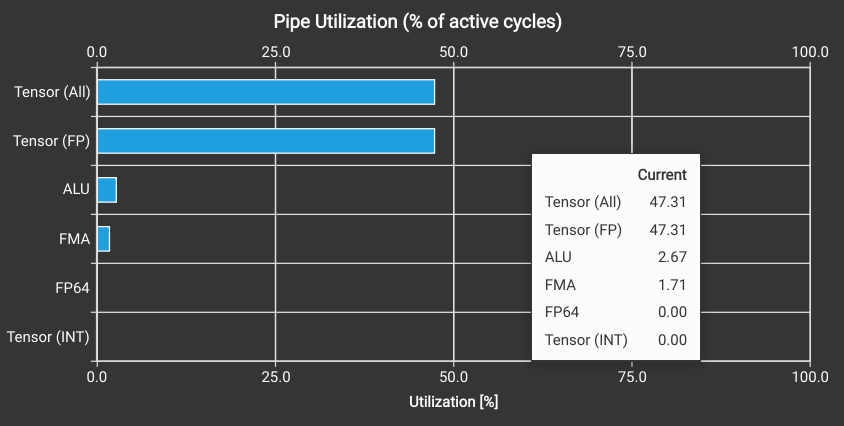 Pipe Utilization (% of active cycles)
0.0 25.0 50.0 75.0 100.0
Tensor (All)
Tensor (FP)
ALU
FMA
FP64
Tensor (INT)
Current
Tensor (All) 47.31
Tensor (FP) 47.31
ALU 2.67
FMA 1.71
FP64 0.00
Tensor (INT) 0.00
0.0 25.0 50.0 75.0 100.0
Utilization [%]